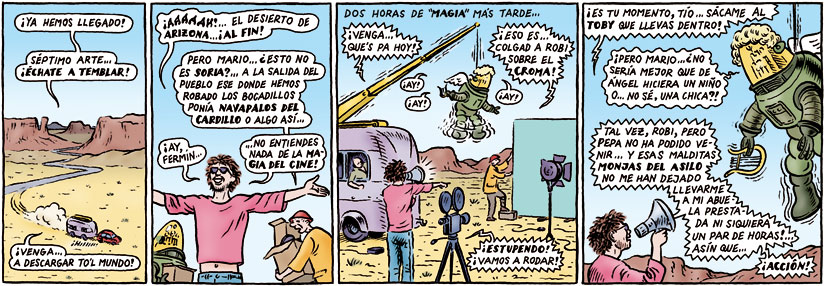 ¡YA HEMOS LLEGADO!
SÉPTIMO ARTE...
¡ÉCHATE A TEMBLAR!
¡VENGA...
A DESCARGAR TO'L MUNDO!
¡AAAAAH!... EL DESIERTO DE
ARIZONA...¡AL FIN!
PERO MARIO... ¿ESTO NO
ES SORIA?... A LA SALIDA DEL
PUEBLO ESE DONDE HEMOS
ROBADO LOS BOCADILLOS
PONÍA NAVAPALOS DEL
CARDILLO O ALGO ASÍ...
¡AY,
FERMIN...
...NO ENTIENDES
NADA DE LA MA-
GIA DEL CINE!
DOS HORAS DE "MAGIA" MÁS TARDE...
¡VENGA...
QUE'S PA HOY!
¡ESO ES...
COLGAD A ROBI
SOBRE EL
CROMA!
¡AY!
¡AY!
¡AY!
¡ESTUPENDO!
¡VAMOS A RODAR!
¡ES TU MOMENTO, TÍO... SÁCAME AL
TOBY QUE LLEVAS DENTRO!
¡PERO MARIO...¿NO
SERÍA MEJOR QUE DE
ÁNGEL HICIERA UN NIÑO
O... NO SÉ, UNA CHICA?!
TAL VEZ, ROBI, PERO
PEPA NO HA PODIDO VE-
NIR... Y ESAS MALDITAS
MONJAS DEL ASILO
NO ME HAN DEJADO
LLEVARME
A MI ABUE
LA PRESTA-
DA NI SIQUIERA
UN PAR DE HORAS!...
ASÍN QUE...
¡ACCIÓN!